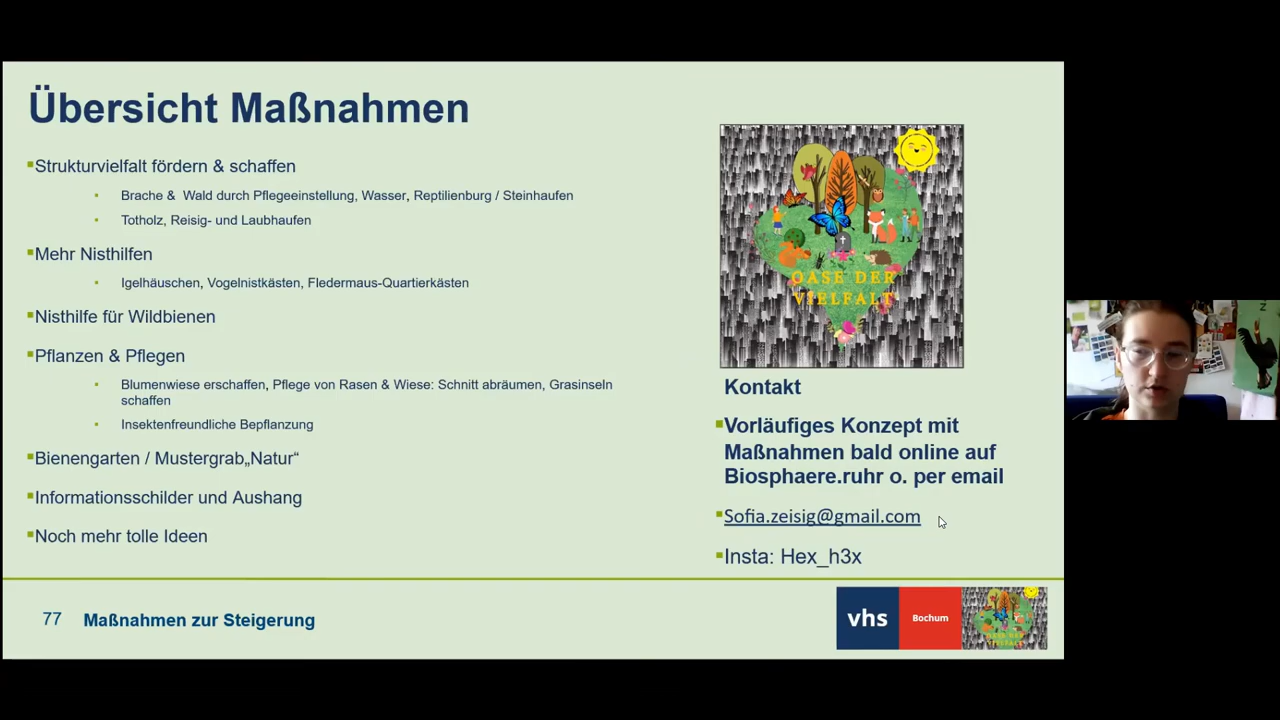 Übersicht Maßnahmen
Strukturvielfalt fördern & schaffen
Brache & Wald durch Pflegeeinstellung, Wasser, Reptilienburg / Steinhaufen
Totholz, Reisig- und Laubhaufen
Mehr Nisthilfen
Igelhäuschen, Vogelnistkästen, Fledermaus-Quartierkästen
Nisthilfe für Wildbienen
Pflanzen & Pflegen
Blumenwiese erschaffen, Pflege von Rasen & Wiese: Schnitt abräumen, Grasinseln
schaffen
Insektenfreundliche Bepflanzung
Bienengarten / Mustergrab„Natur“
Informationsschilder und Aushang
Noch mehr tolle Ideen
OASE DER
VIELFALT
Kontakt
Vorläufiges Konzept mit
Maßnahmen bald online auf
Biosphaere.ruhr o. per email
Sofia.zeisig@gmail.com
Insta: Hex_h3x
77 Maßnahmen zur Steigerung
vhs Bochum
OASE DER
VIELFALT